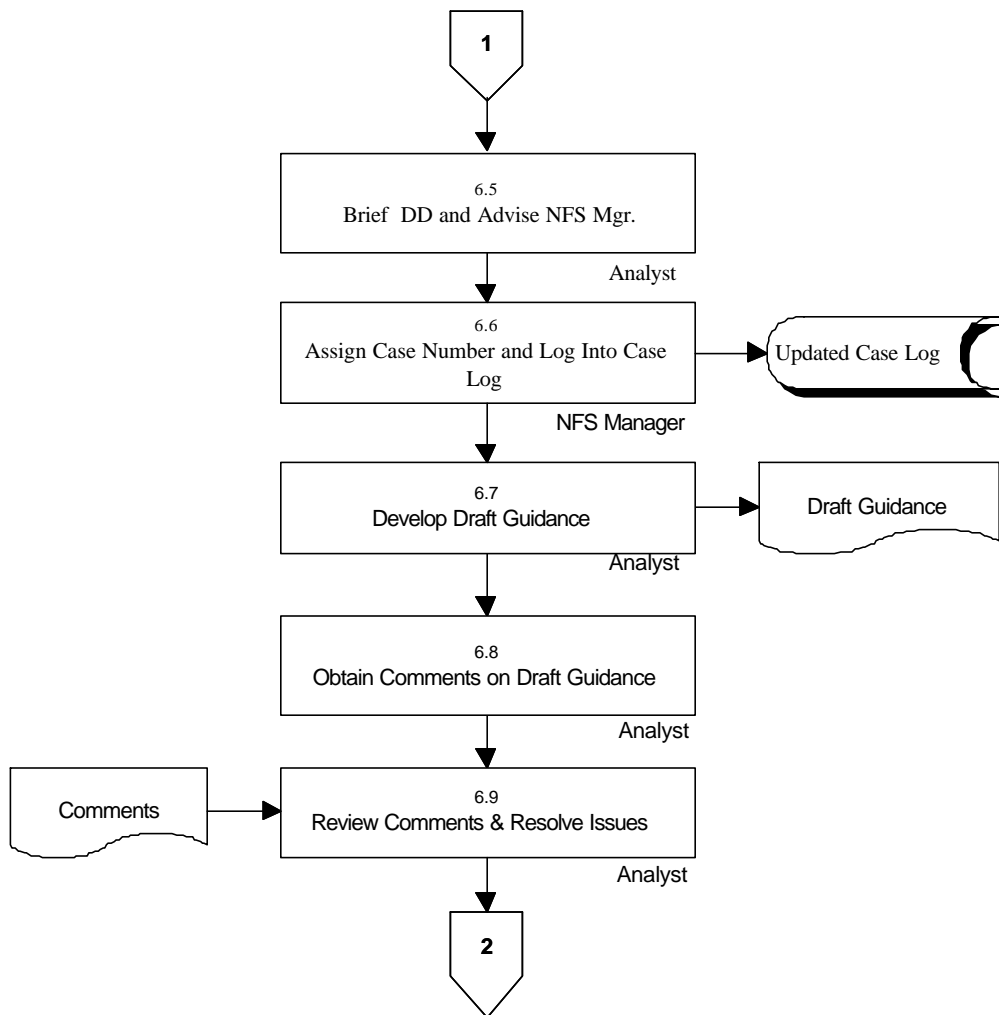 1
6.5
Brief DD and Advise NFS Mgr.
Analyst
6.6
Assign Case Number and Log Into Case
Log
Updated Case Log
NFS Manager
6.7
Develop Draft Guidance
Draft Guidance
Analyst
6.8
Obtain Comments on Draft Guidance
Analyst
Comments
6.9
Review Comments & Resolve Issues
Analyst
2